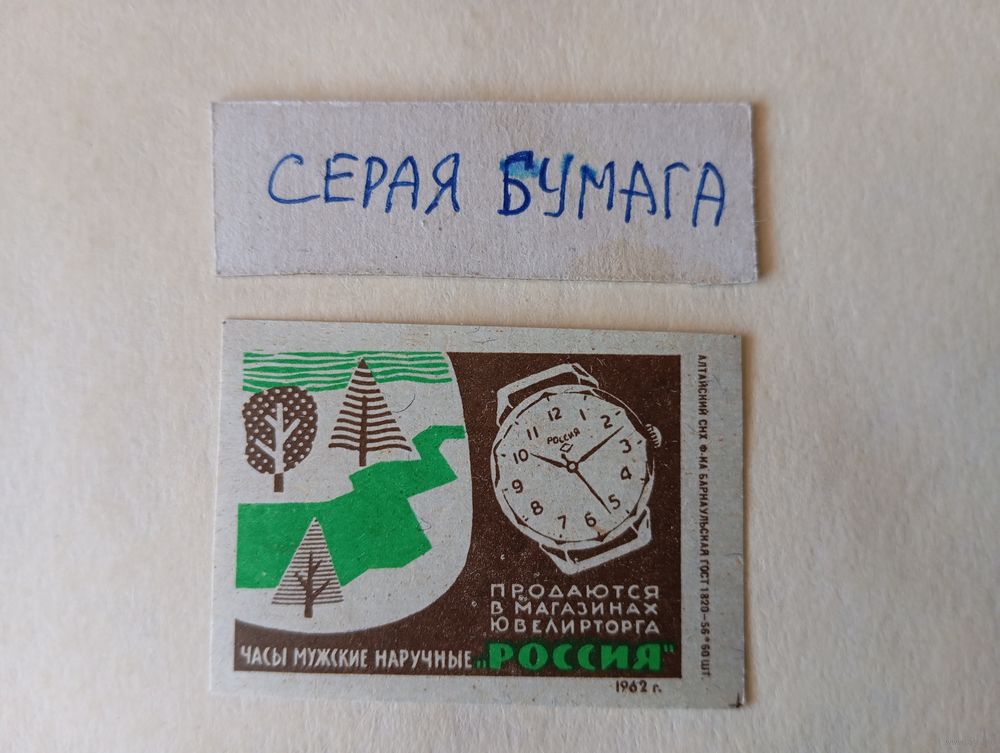 СЕРАЯ БУМАГА
12 1 2 3 4 5 6 7 8 9 10 11
РОССИЯ
ПРОДАЮТСЯ
В МАГАЗИНАХ
ЮВЕЛИРТОРГА
ЧАСЫ МУЖСКИЕ НАРУЧНЫЕ „РОССИЯ"
1962 г.
АЛТАЙСКИЙ СНХ Ф-КА БАРНАУЛЬСКАЯ ГОСТ 1820–56*60 ШТ.